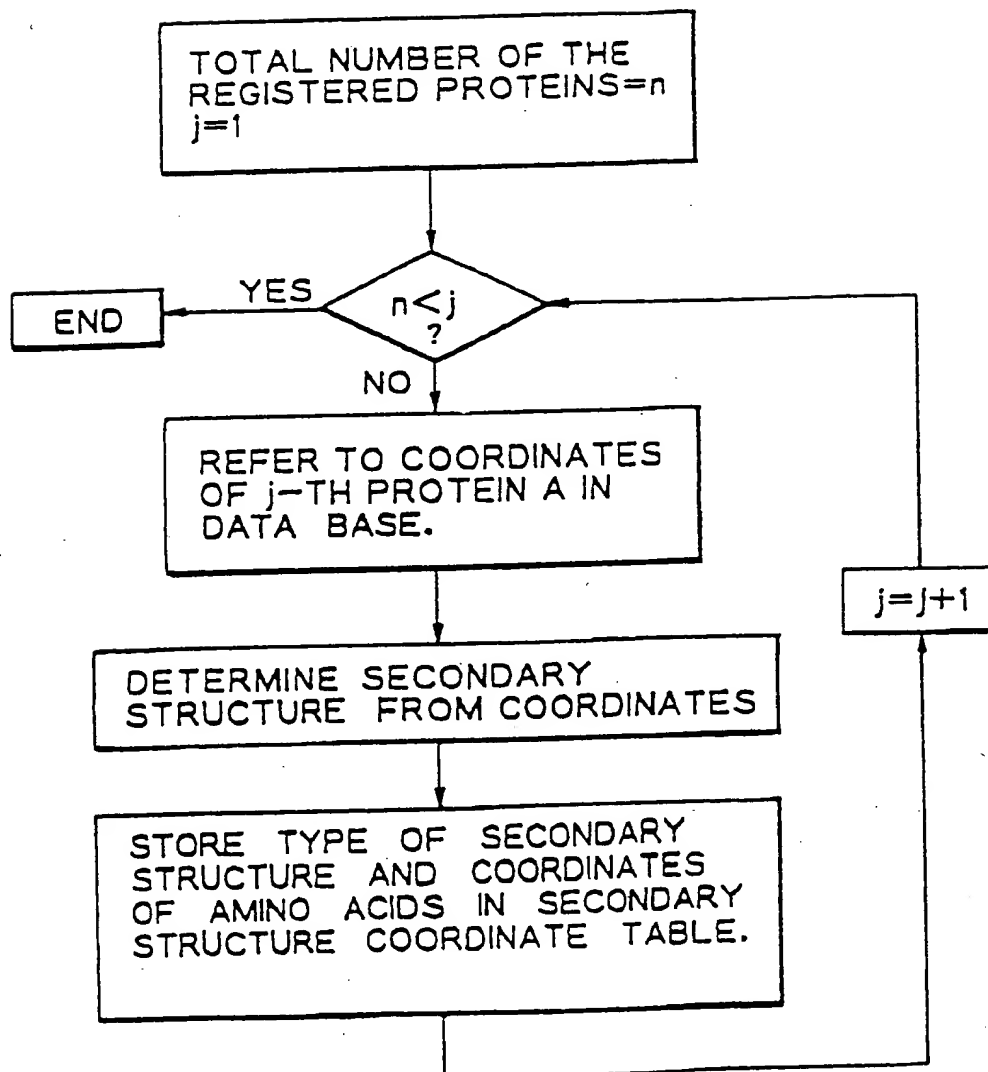 TOTAL NUMBER OF THE
REGISTERED PROTEINS=n
j=1
YES
n<j
?
END
NO
REFER TO COORDINATES
OF j-TH PROTEIN A IN
DATA BASE.
j=J+1
DETERMINE SECONDARY
STRUCTURE FROM COORDINATES
STORE TYPE OF SECONDARY
STRUCTURE AND COORDINATES
OF AMINO ACIDS IN SECONDARY
STRUCTURE COORDINATE TABLE.